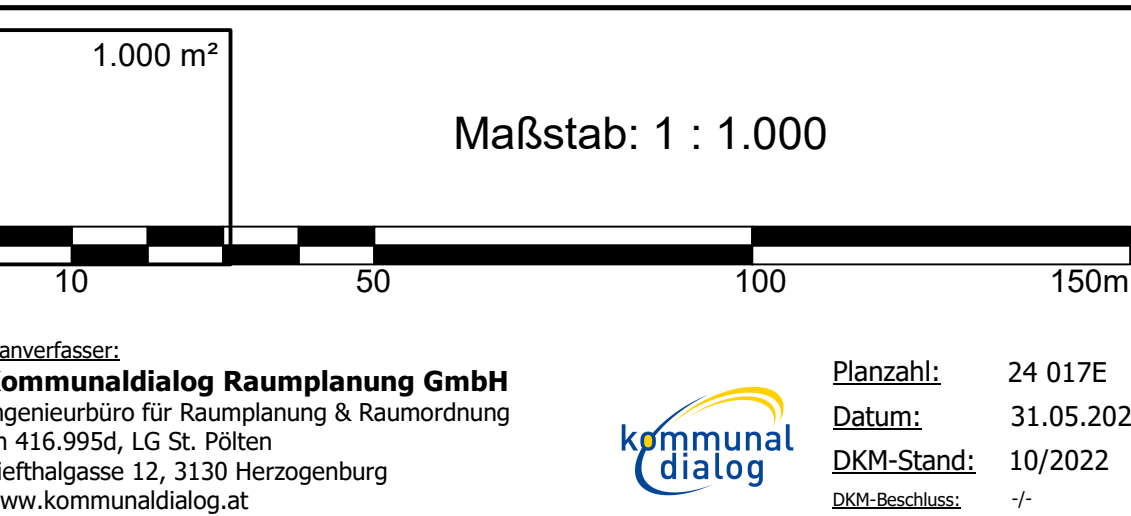 1.000 m²
Maßstab: 1 : 1.000
10 50 100 150m
anverfasser:
ommunaldialog Raumplanung GmbH
ngenieurbüro für Raumplanung & Raumordnung
416.995d, LG St. Pölten
iefthalgasse 12, 3130 Herzogenburg
ww.kommunaldialog.at
kommunal
dialog
Planzahl: 24 017E
Datum: 31.05.202
DKM-Stand: 10/2022
DKM-Beschluss: -/-